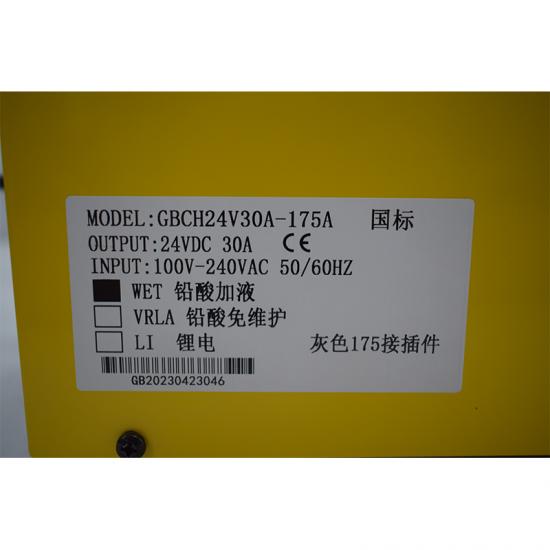 MODEL:GBCH24V30A-175A 国标
OUTPUT:24VDC 30A CE
INPUT:100V-240VAC 50/60HZ
WET 铅酸加液
VRLA 铅酸免维护
LI 锂电 灰色175接插件
GB20230423046